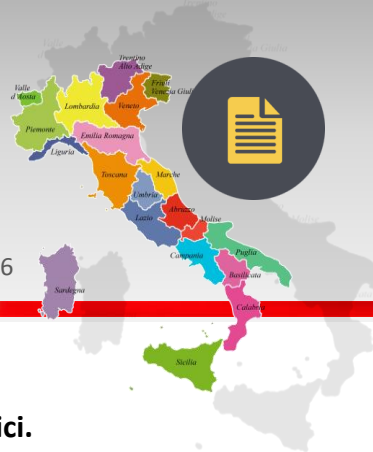 Trentino
Alto Adige
Friuli
Venezia Giulia
Valle
d'Aosta
Lombardia
Veneto
Piemonte
Emilia Romagna
Liguria
Toscana
Marche
Umbria
Lazio
Abruzzo
Molise
Campania
Puglia
Basilicata
6
Sardegna
Calabria
Sicilia
ici.